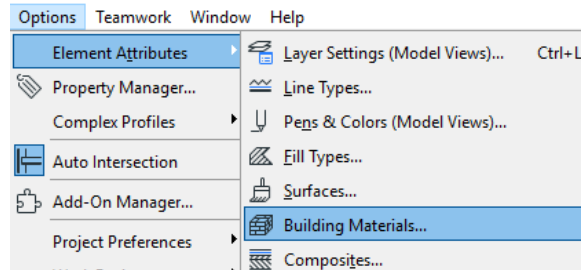 Options Teamwork Window Help
Element Attributes
Property Manager...
Complex Profiles
Auto Intersection
Add-On Manager...
Project Preferences
Layer Settings (Model Views)... Ctrl+L
Line Types...
Pens & Colors (Model Views)...
Fill Types...
Surfaces...
Building Materials...
Composites...